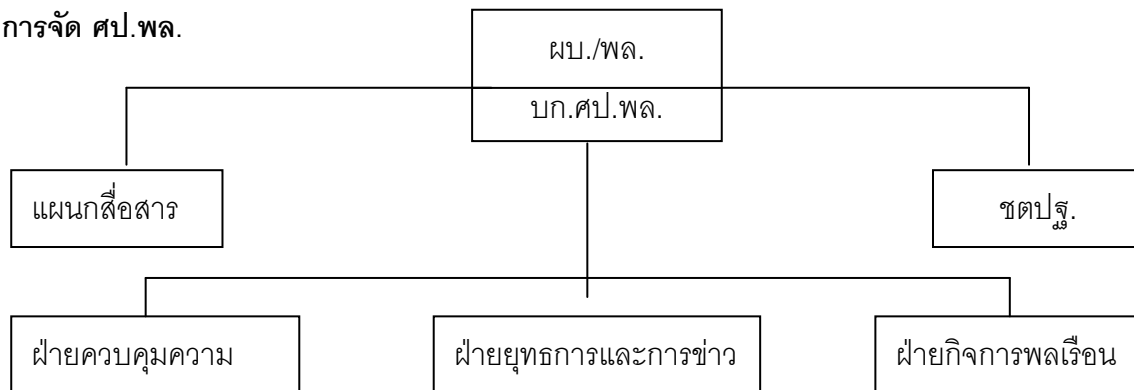 การจัด ศป.พล.
ผบ./พล.
บก.ศป.พล.
แผนกสื่อสาร
ชตปฐ.
ฝ่ายควบคุมความ
ฝ่ายยุทธการและการข่าว
ฝ่ายกิจการพลเรือน